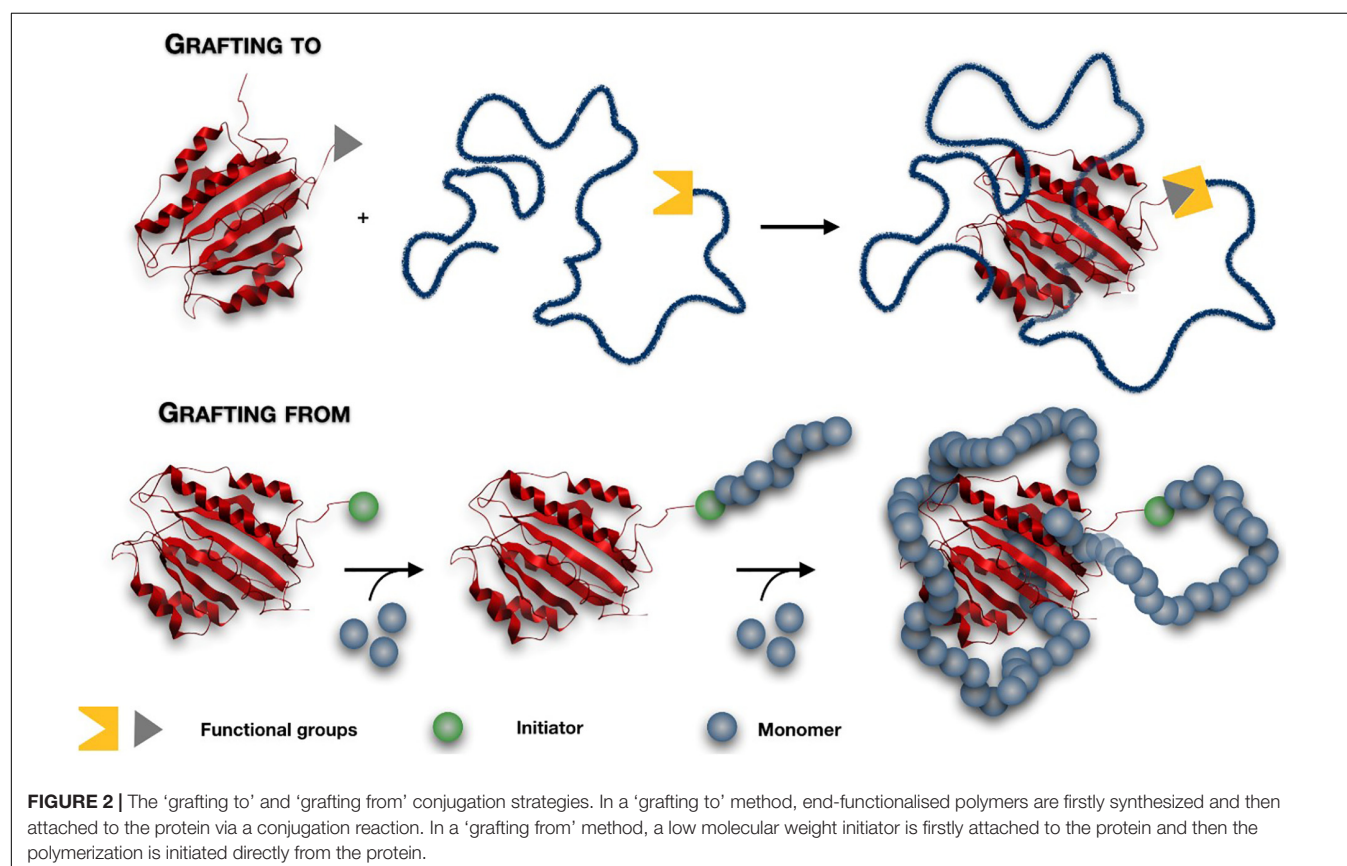 GRAFTING TO
+
GRAFTING FROM
Functional groups
Initiator
Monomer
FIGURE 2 | The ‘grafting to’ and ‘grafting from’ conjugation strategies. In a ‘grafting to’ method, end-functionalised polymers are firstly synthesized and then
attached to the protein via a conjugation reaction. In a ‘grafting from’ method, a low molecular weight initiator is firstly attached to the protein and then the
polymerization is initiated directly from the protein.